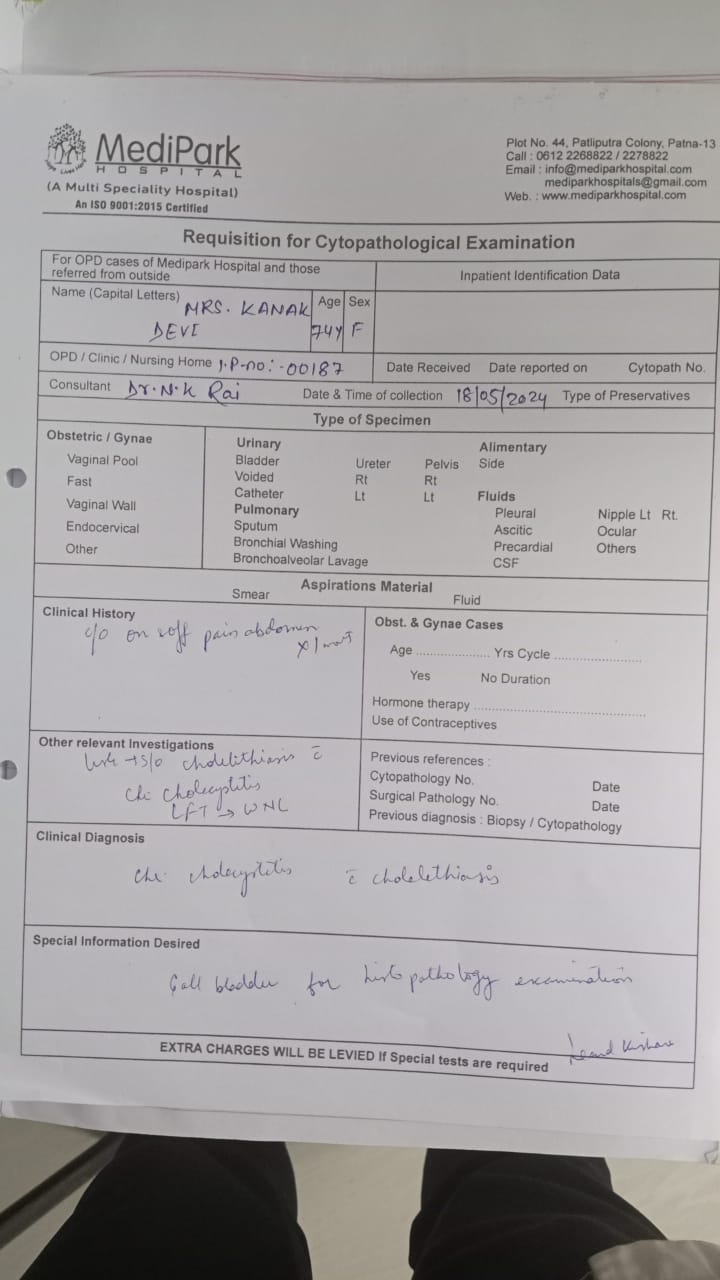 MediPark
HOSPITAL
(A Multi Speciality Hospital)
An ISO 9001:2015 Certified
Plot No. 44, Patliputra Colony, Patna-13
Call : 0612 2268822 / 2278822
Email : info@mediparkhospital.com
mediparkhospitals@gmail.com
Web. : www.mediparkhospital.com
Requisition for Cytopathological Examination
For OPD cases of Medipark Hospital and those
referred from outside
Inpatient Identification Data
Name (Capital Letters) MRS. KANAK
DEVI
Age Sex
74Y F
OPD / Clinic / Nursing Home I.P-no:-00187
Date Received Date reported on Cytopath No.
Consultant Dr. N. K Rai Date & Time of collection 18/05/2024 Type of Preservatives
Type of Specimen
Obstetric / Gynae
Vaginal Pool
Fast
Vaginal Wall
Endocervical
Other
Urinary
Bladder Ureter Pelvis
Voided Rt Rt
Catheter Lt Lt
Pulmonary
Sputum
Bronchial Washing
Bronchoalveolar Lavage
Alimentary
Side
Fluids
Pleural Nipple Lt Rt.
Ascitic Ocular
Precardial Others
CSF
Aspirations Material
Smear Fluid
Clinical History
c/o on & off pain abdomen
Obst. & Gynae Cases
Age .................... Yrs Cycle ........................
Yes No Duration
Hormone therapy ...............................................
Use of Contraceptives
Other relevant Investigations
s/o cholelithiasis c̄
Chr. cholecystitis
LFT → WNL
Previous references :
Cytopathology No. Date
Surgical Pathology No. Date
Previous diagnosis : Biopsy / Cytopathology
Clinical Diagnosis
Chr. cholecystitis c̄ cholelethiasis
Special Information Desired
Gall bladder for histopathology examination
Kishore
EXTRA CHARGES WILL BE LEVIED If Special tests are required